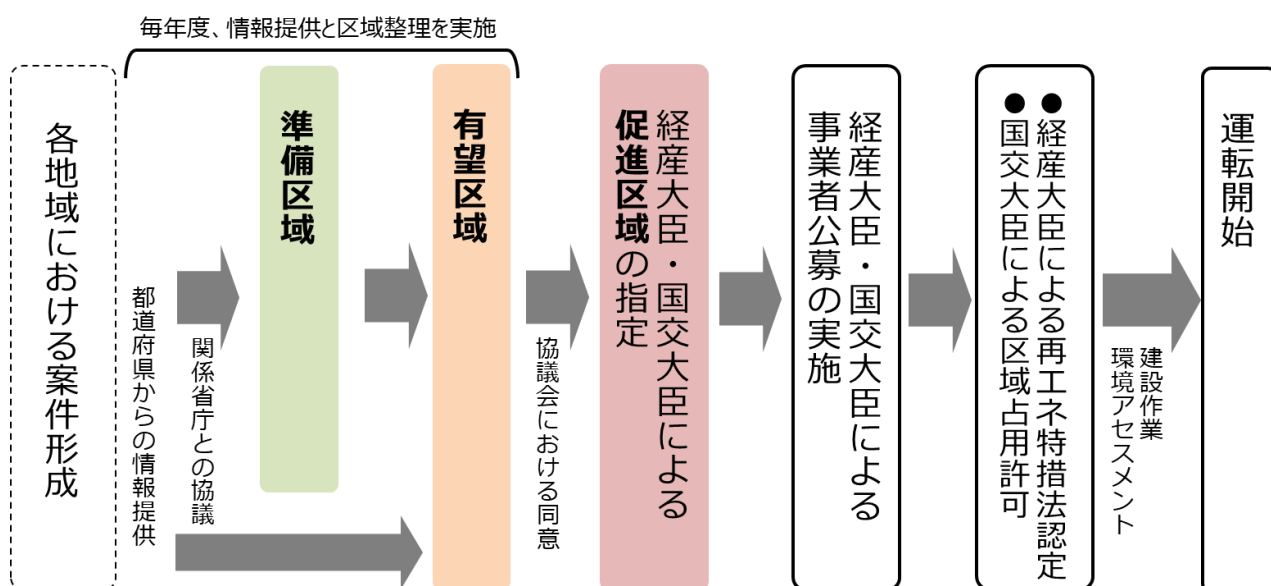 毎年度、情報提供と区域整理を実施
各地域における案件形成
都道府県からの情報提供
関係省庁との協議
準備区域
有望区域
協議会における同意
経産大臣・国交大臣による
促進区域の指定
経産大臣・国交大臣による
事業者公募の実施
●経産大臣による再エネ特措法認定
●国交大臣による区域占用許可
建設作業
環境アセスメント
運転開始